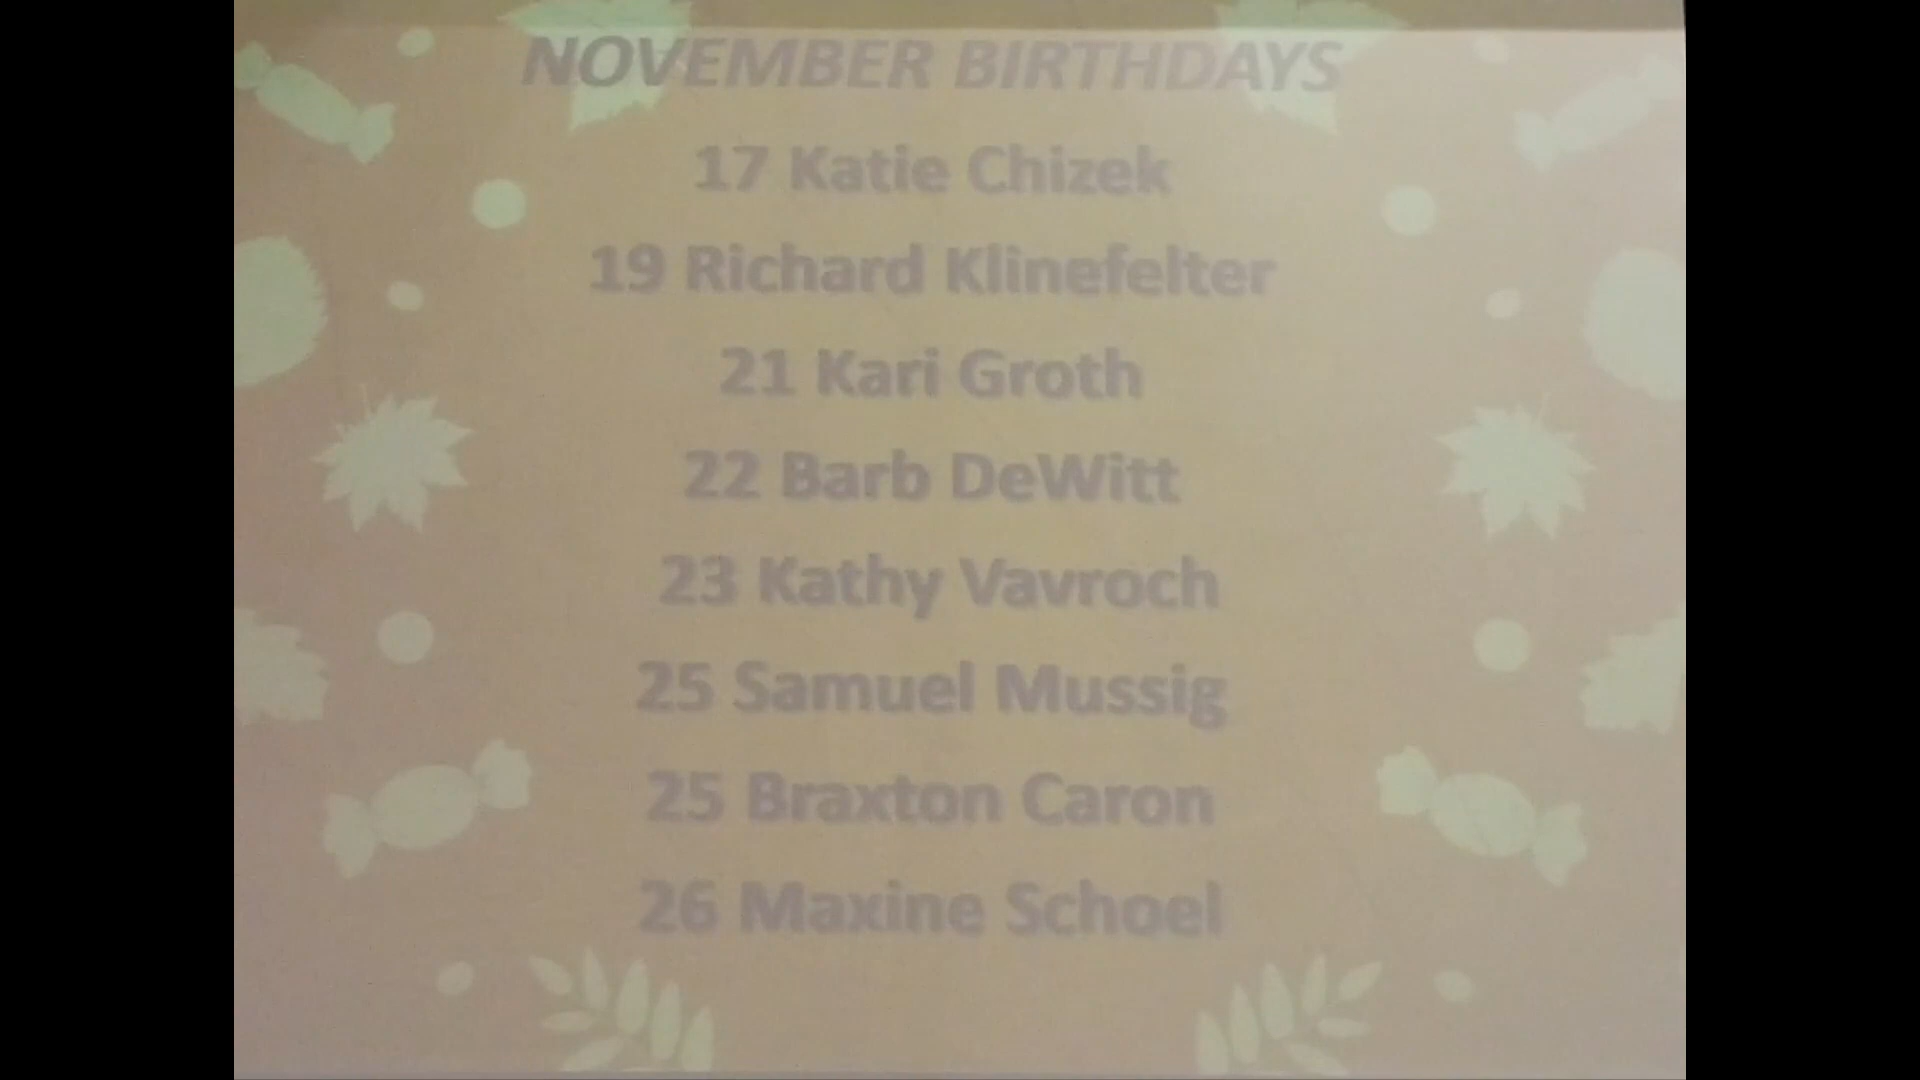 NOVEMBER BIRTHDAYS
17 Katie Chizek
19 Richard Klinefelter
21 Kari Groth
22 Barb DeWitt
23 Kathy Vavroch
25 Samuel Mussig
25 Braxton Caron
26 Maxine Schoel